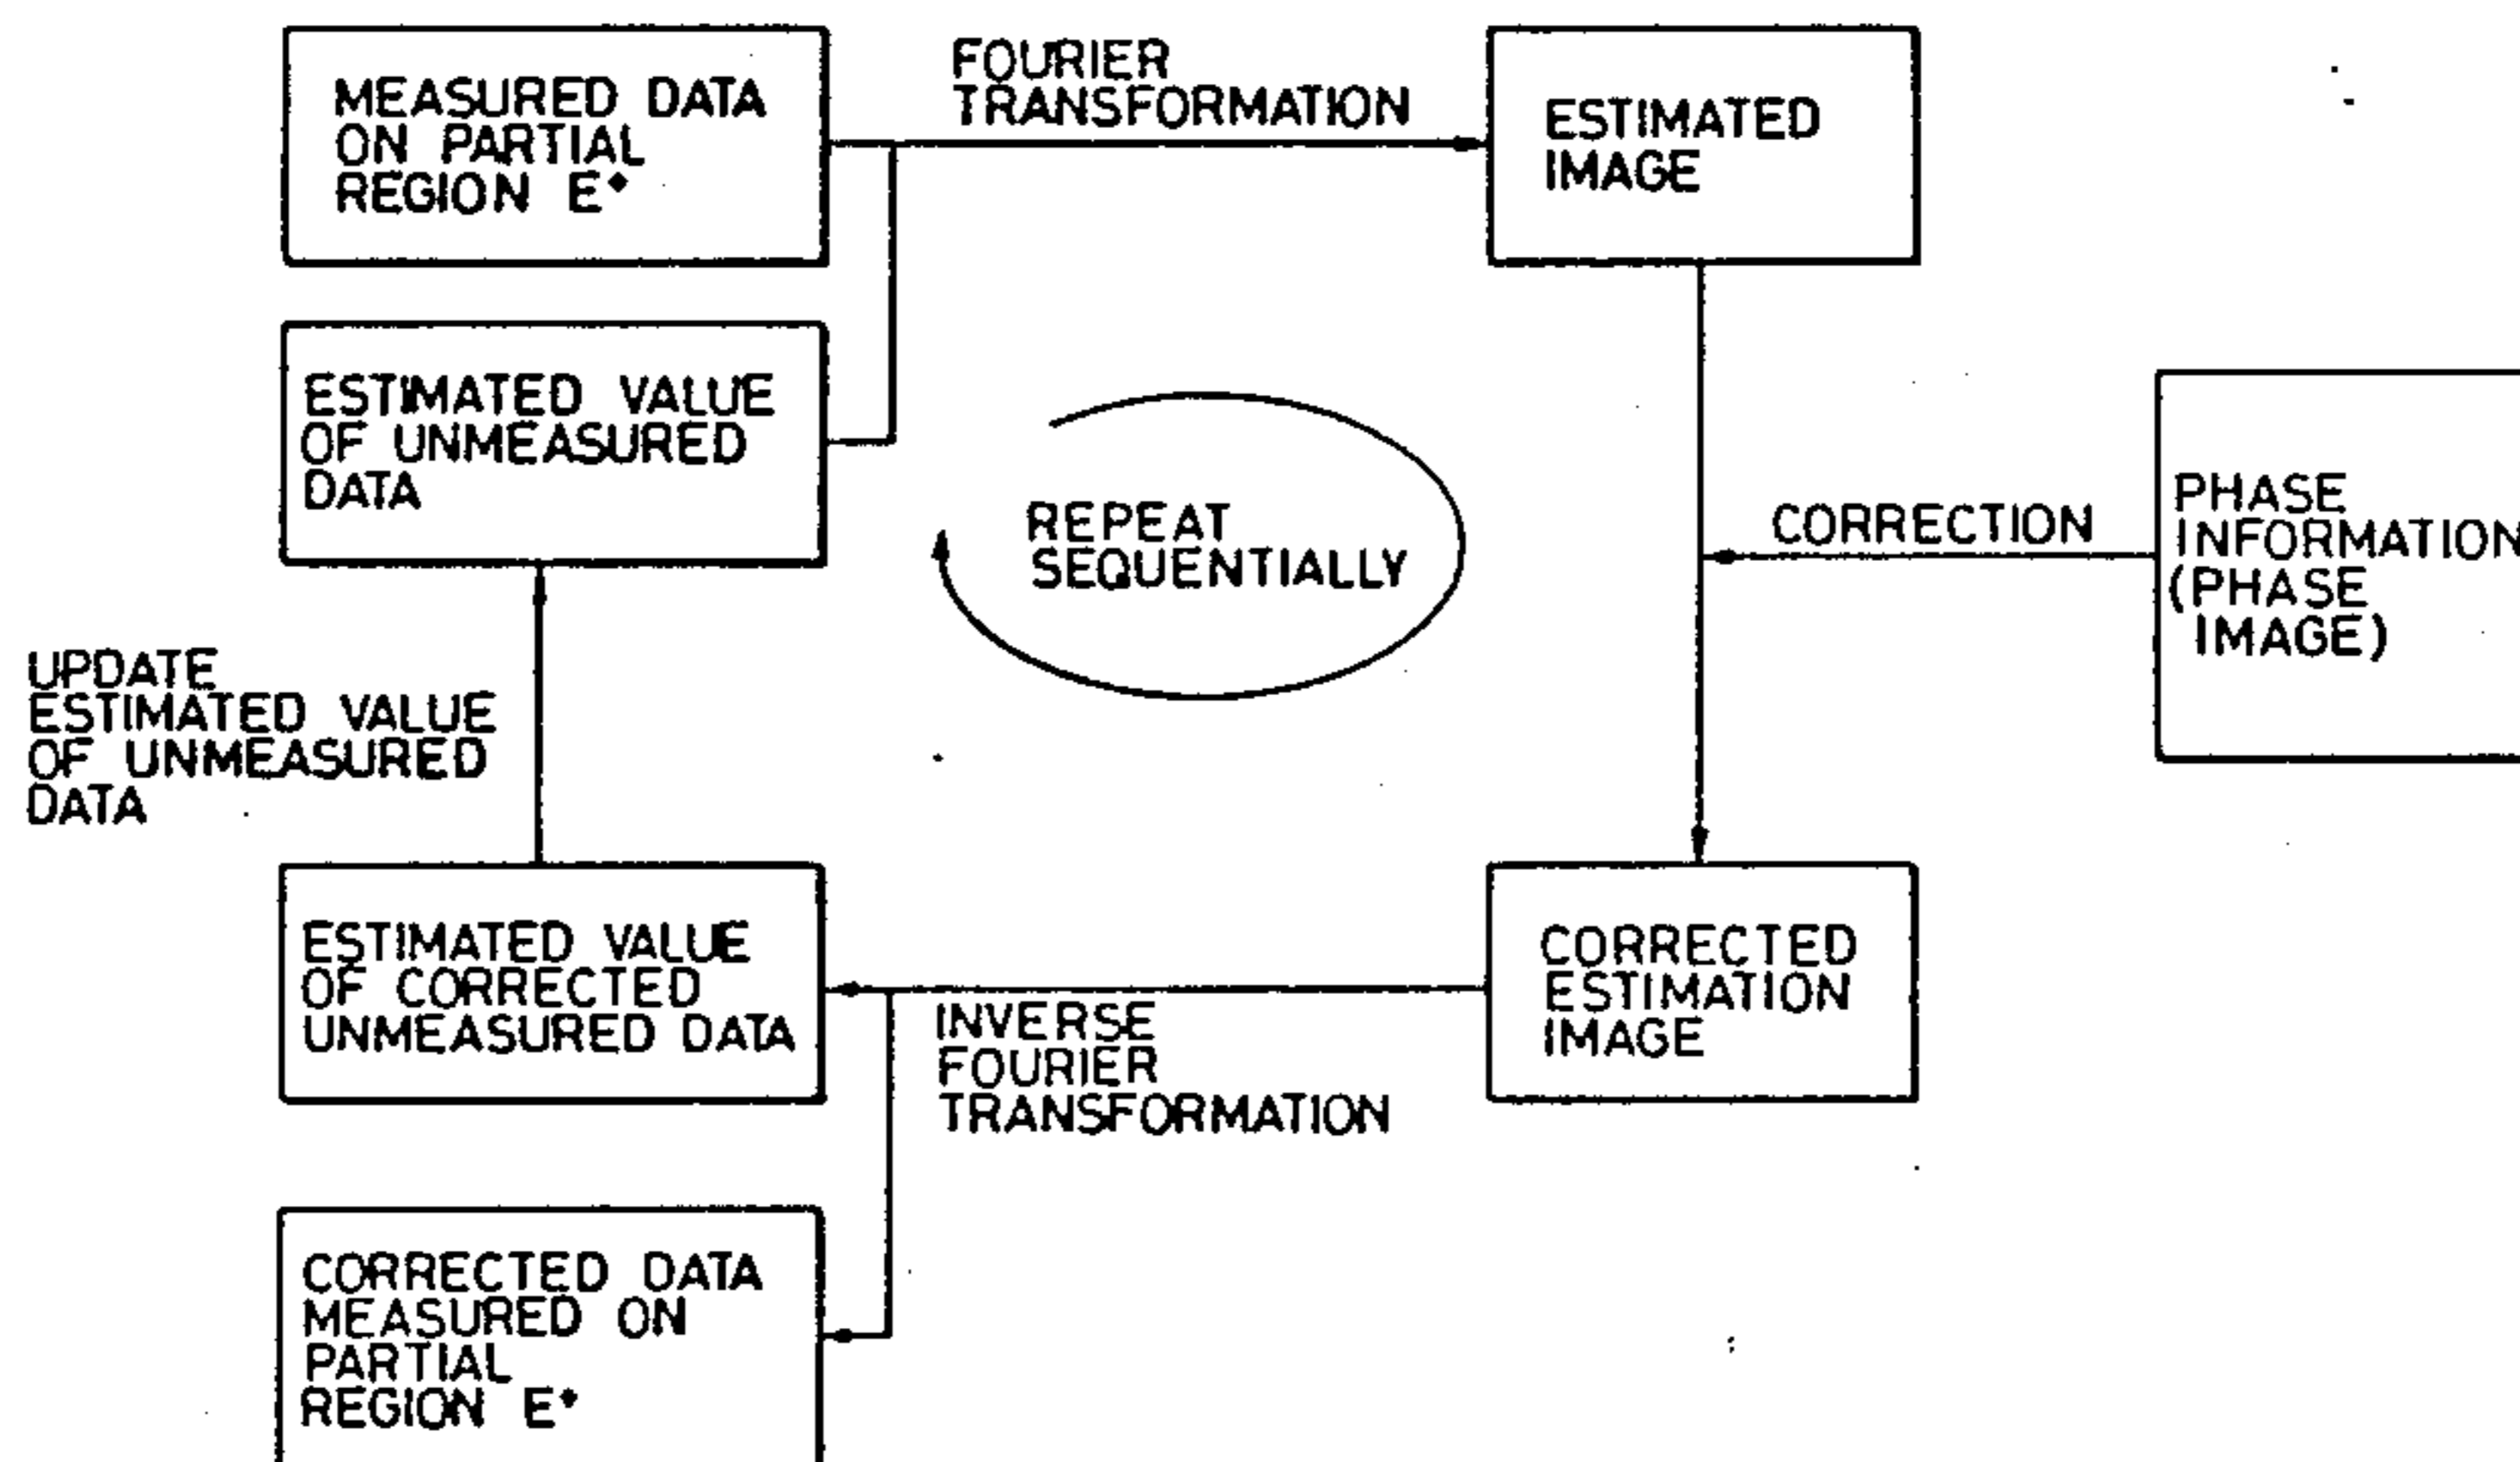 MEASURED DATA
ON PARTIAL
REGION E*
FOURIER
TRANSFORMATION
ESTIMATED
IMAGE
ESTIMATED VALUE
OF UNMEASURED
DATA
REPEAT
SEQUENTIALLY
CORRECTION
PHASE
INFORMATION
(PHASE
IMAGE)
UPDATE
ESTIMATED VALUE
OF UNMEASURED
DATA
ESTIMATED VALUE
OF CORRECTED
UNMEASURED DATA
INVERSE
FOURIER
TRANSFORMATION
CORRECTED
ESTIMATION
IMAGE
CORRECTED DATA
MEASURED ON
PARTIAL
REGION E*